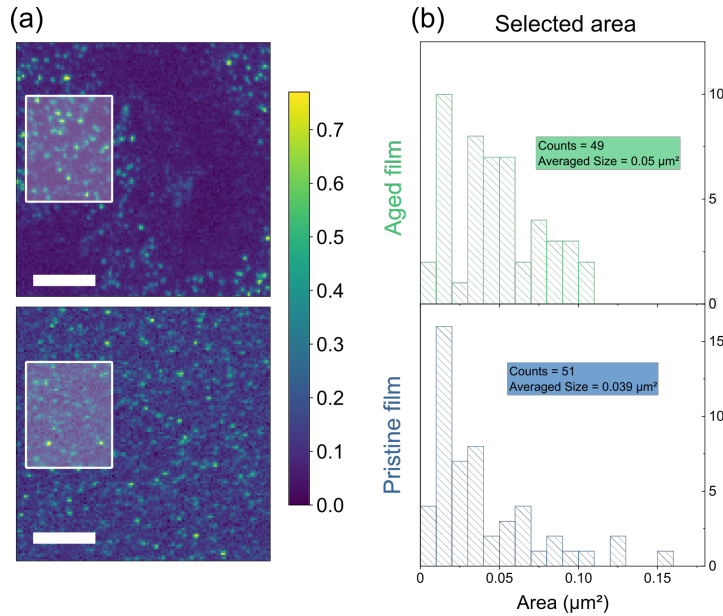 (a)
0.7
0.6
0.5
0.4
0.3
0.2
0.1
0.0
(b)
Selected area
Aged film
Counts = 49
Averaged Size = 0.05 µm²
10
5
0
Pristine film
Counts = 51
Averaged Size = 0.039 µm²
15
10
5
0
0 0.05 0.10 0.15
Area (µm²)